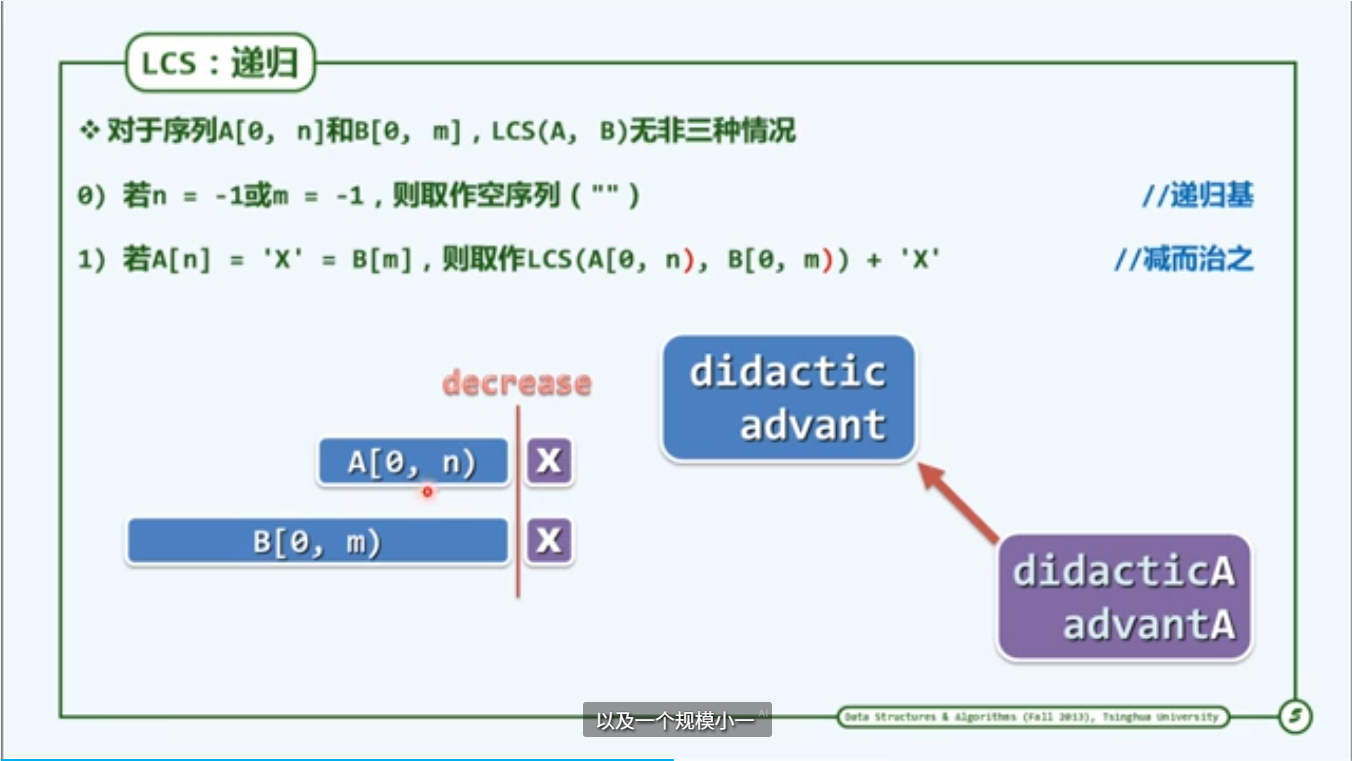 LCS：递归
❖ 对于序列A[0, n]和B[0, m]，LCS(A, B)无非三种情况
0) 若n = -1或m = -1，则取作空序列（""） //递归基
1) 若A[n] = 'X' = B[m]，则取作LCS(A[0, n), B[0, m)) + 'X' //减而治之
didactic
advant
decrease
A[0, n) X
B[0, m) X
didacticA
advantA
以及一个规模小一 AI
Data Structures & Algorithms (Fall 2013), Tsinghua University
5